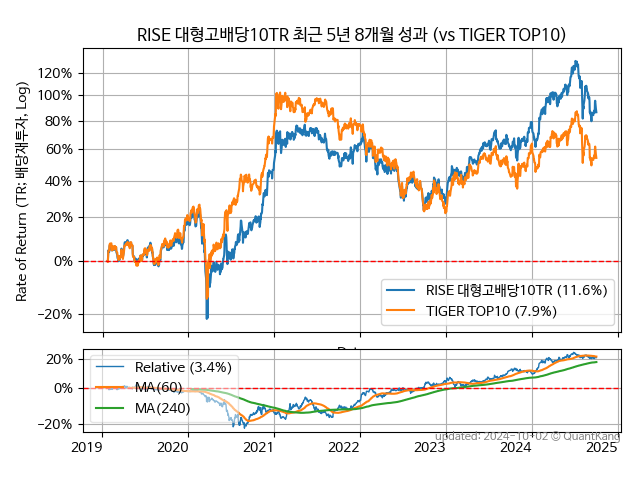 RISE 대형고배당10TR 최근 5년 8개월 성과 (vs TIGER TOP10)
Rate of Return (TR: 배당재투자, Log)
120%
100%
80%
60%
40%
20%
0%
−20%
RISE 대형고배당10TR (11.6%)
TIGER TOP10 (7.9%)
20%
0%
−20%
Relative (3.4%)
MA(60)
MA(240)
2019
2020
2021
2022
2023
2024
2025
updated: 2024-10-02 © QuantKang